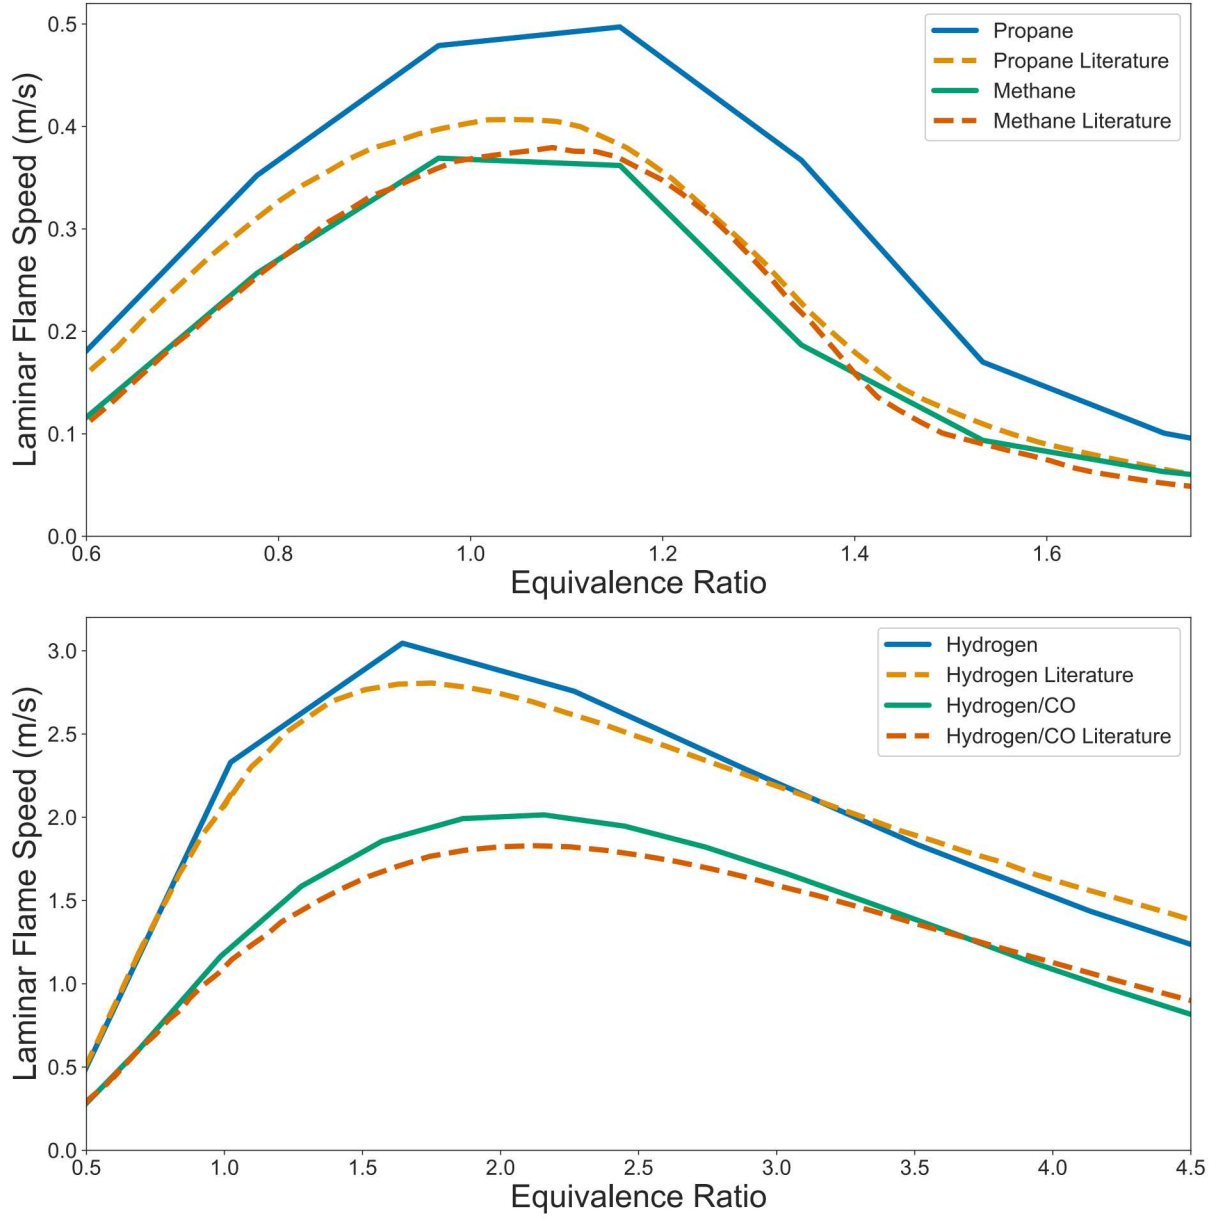 Laminar Flame Speed (m/s)
0.5
0.4
0.3
0.2
0.1
0.0
Propane
Propane Literature
Methane
Methane Literature
0.6
0.8
1.0
1.2
1.4
1.6
Equivalence Ratio
Laminar Flame Speed (m/s)
3.0
2.5
2.0
1.5
1.0
0.5
0.0
Hydrogen
Hydrogen Literature
Hydrogen/CO
Hydrogen/CO Literature
0.5
1.0
1.5
2.0
2.5
3.0
3.5
4.0
4.5
Equivalence Ratio